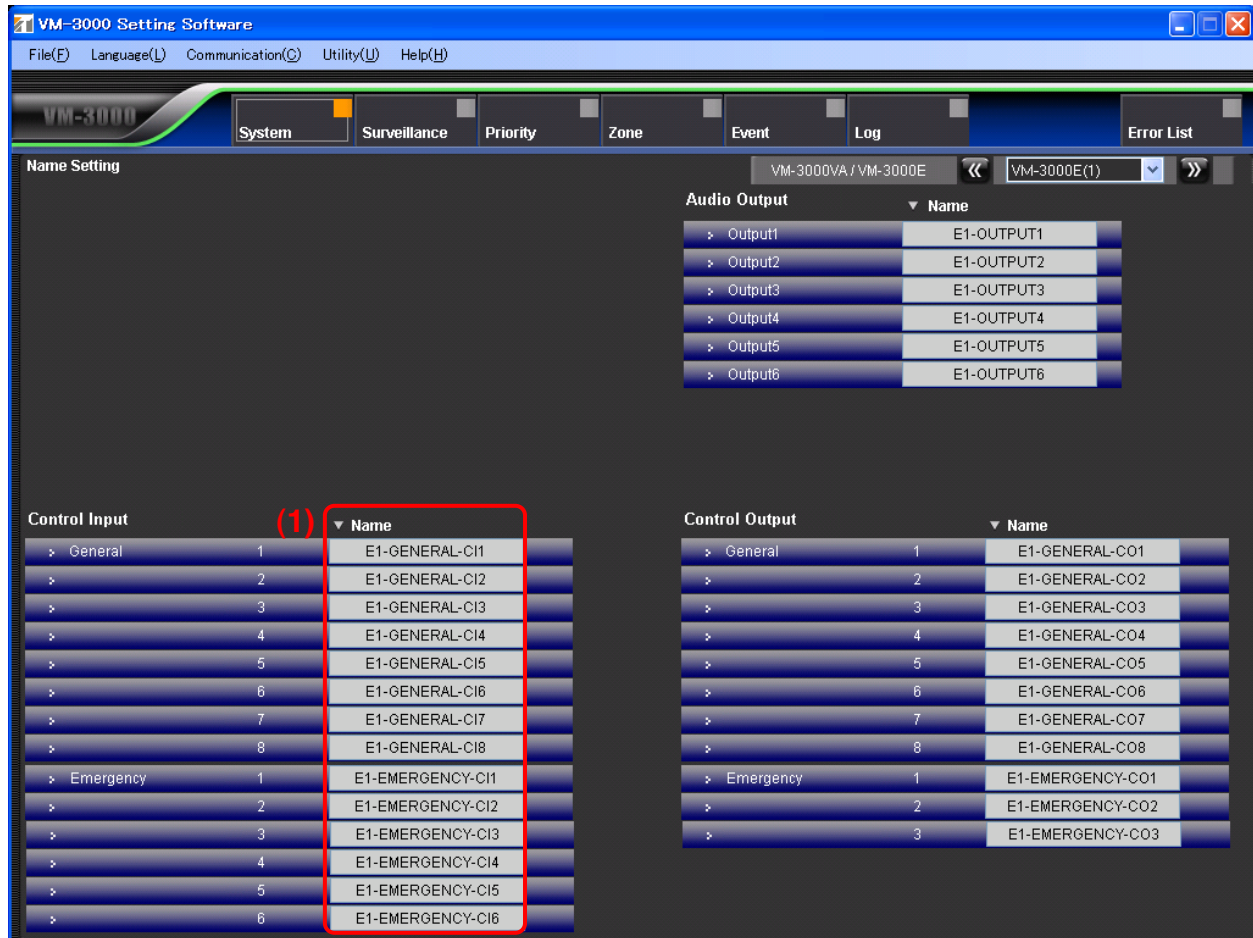 VM-3000 Setting Software
File(F) Language(L) Communication(C) Utility(U) Help(H)
VM-3000
System Surveillance Priority Zone Event Log Error List
Name Setting
VM-3000VA / VM-3000E VM-3000E(1)
Audio Output Name
Output1 E1-OUTPUT1
Output2 E1-OUTPUT2
Output3 E1-OUTPUT3
Output4 E1-OUTPUT4
Output5 E1-OUTPUT5
Output6 E1-OUTPUT6
Control Input (1) Name
General 1 E1-GENERAL-CI1
2 E1-GENERAL-CI2
3 E1-GENERAL-CI3
4 E1-GENERAL-CI4
5 E1-GENERAL-CI5
6 E1-GENERAL-CI6
7 E1-GENERAL-CI7
8 E1-GENERAL-CI8
Emergency 1 E1-EMERGENCY-CI1
2 E1-EMERGENCY-CI2
3 E1-EMERGENCY-CI3
4 E1-EMERGENCY-CI4
5 E1-EMERGENCY-CI5
6 E1-EMERGENCY-CI6
Control Output Name
General 1 E1-GENERAL-CO1
2 E1-GENERAL-CO2
3 E1-GENERAL-CO3
4 E1-GENERAL-CO4
5 E1-GENERAL-CO5
6 E1-GENERAL-CO6
7 E1-GENERAL-CO7
8 E1-GENERAL-CO8
Emergency 1 E1-EMERGENCY-CO1
2 E1-EMERGENCY-CO2
3 E1-EMERGENCY-CO3